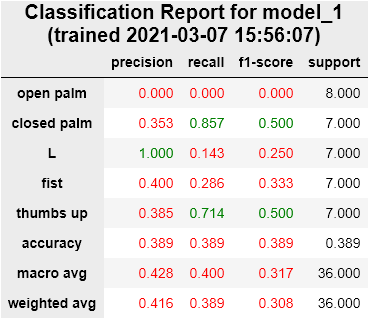 Classification Report for model_1
(trained 2021-03-07 15:56:07)
precision recall f1-score support
open palm 0.000 0.000 0.000 8.000
closed palm 0.353 0.857 0.500 7.000
L 1.000 0.143 0.250 7.000
fist 0.400 0.286 0.333 7.000
thumbs up 0.385 0.714 0.500 7.000
accuracy 0.389 0.389 0.389 0.389
macro avg 0.428 0.400 0.317 36.000
weighted avg 0.416 0.389 0.308 36.000